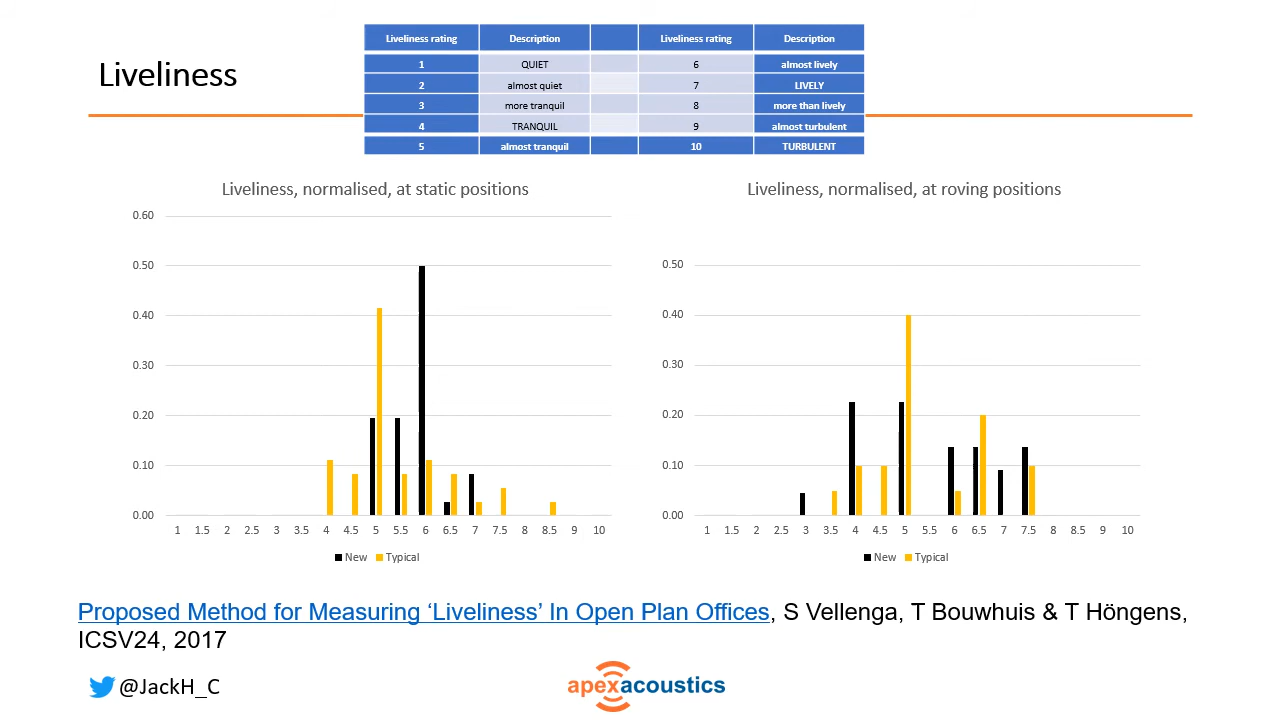 Liveliness
Liveliness rating Description Liveliness rating Description
1 QUIET 6 almost lively
2 almost quiet 7 LIVELY
3 more tranquil 8 more than lively
4 TRANQUIL 9 almost turbulent
5 almost tranquil 10 TURBULENT
Liveliness, normalised, at static positions
0.60
0.50
0.40
0.30
0.20
0.10
0.00
1 1.5 2 2.5 3 3.5 4 4.5 5 5.5 6 6.5 7 7.5 8 8.5 9 10
New Typical
Liveliness, normalised, at roving positions
0.50
0.40
0.30
0.20
0.10
0.00
1 1.5 2 2.5 3 3.5 4 4.5 5 5.5 6 6.5 7 7.5 8 8.5 9 10
New Typical
Proposed Method for Measuring ‘Liveliness’ In Open Plan Offices, S Vellenga, T Bouwhuis & T Höngens,
ICSV24, 2017
@JackH_C
apexacoustics